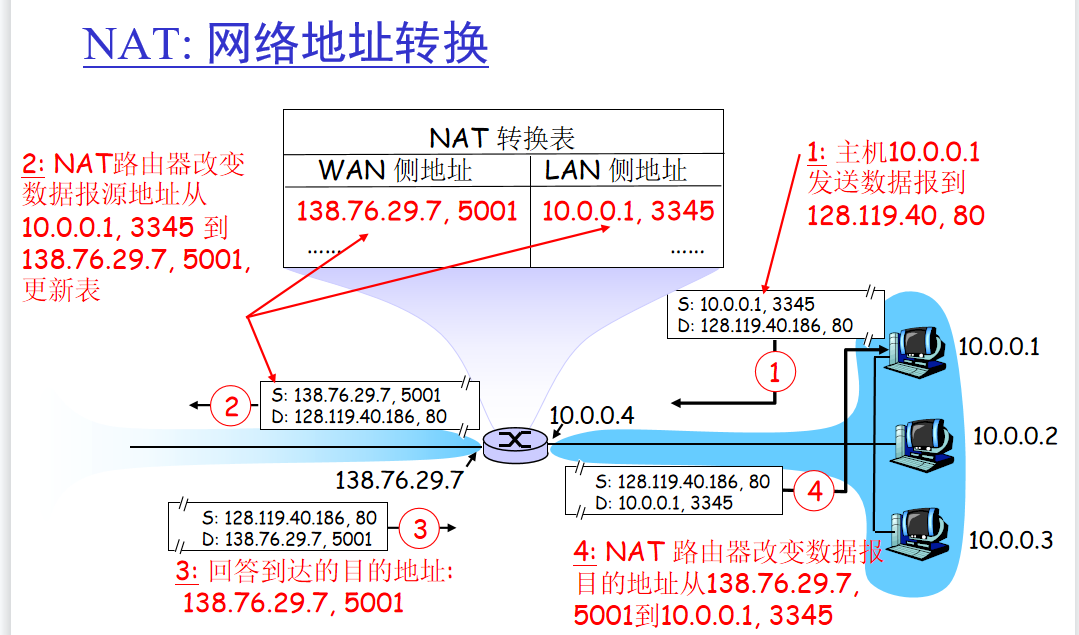 NAT: 网络地址转换
NAT 转换表
WAN 侧地址
LAN 侧地址
138.76.29.7, 5001
10.0.0.1, 3345
……
……
2: NAT路由器改变
数据报源地址从
10.0.0.1, 3345 到
138.76.29.7, 5001,
更新表
1: 主机10.0.0.1
发送数据报到
128.119.40, 80
S: 10.0.0.1, 3345
D: 128.119.40.186, 80
1
10.0.0.1
S: 138.76.29.7, 5001
D: 128.119.40.186, 80
2
10.0.0.4
10.0.0.2
138.76.29.7
S: 128.119.40.186, 80
D: 10.0.0.1, 3345
4
S: 128.119.40.186, 80
D: 138.76.29.7, 5001
3
10.0.0.3
3: 回答到达的目的地址:
138.76.29.7, 5001
4: NAT 路由器改变数据报
目的地址从138.76.29.7,
5001到10.0.0.1, 3345